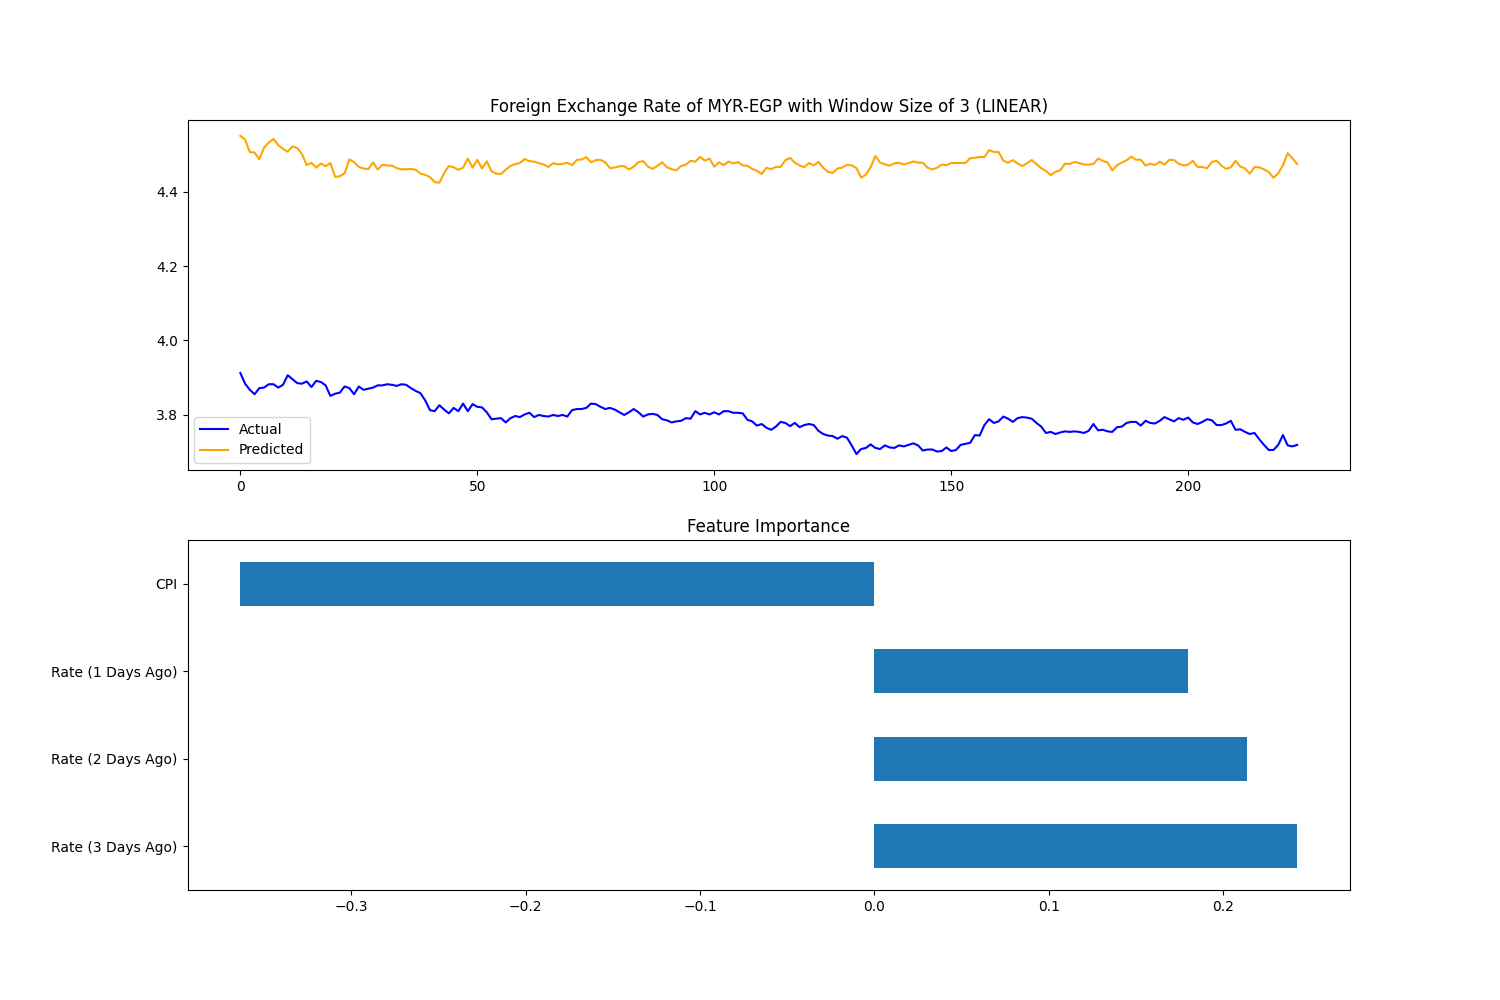 Foreign Exchange Rate of MYR-EGP with Window Size of 3 (LINEAR)
4.4
4.2
4.0
3.8
Actual
Predicted
0 50 100 150 200
Feature Importance
CPI
Rate (1 Days Ago)
Rate (2 Days Ago)
Rate (3 Days Ago)
−0.3 −0.2 −0.1 0.0 0.1 0.2